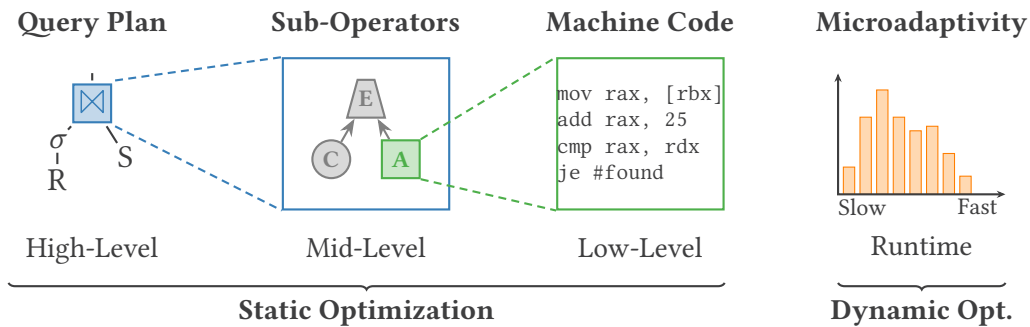 Query Plan
Sub-Operators
Machine Code
Microadaptivity
⋈
σ
R
S
E
C
A
mov rax, [rbx]
add rax, 25
cmp rax, rdx
je #found
Slow
Fast
High-Level
Mid-Level
Low-Level
Runtime
Static Optimization
Dynamic Opt.